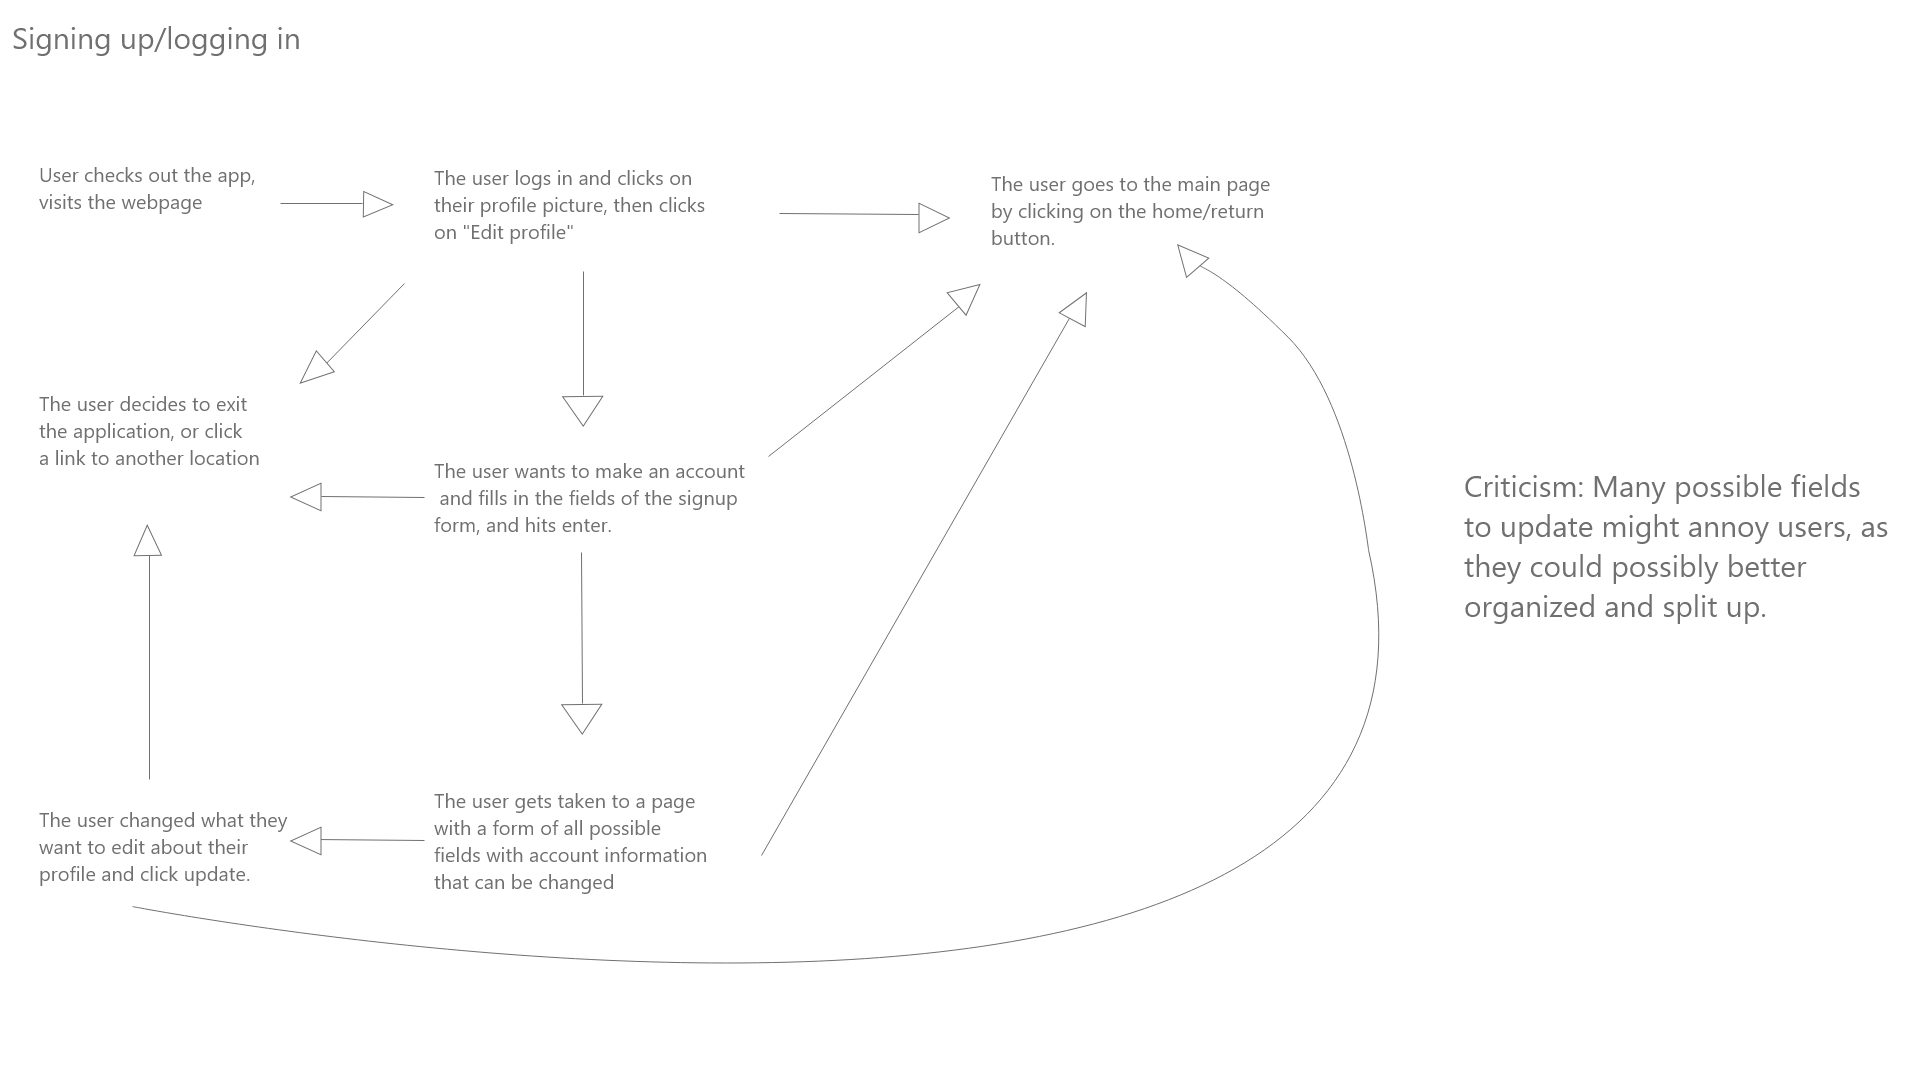 Signing up/logging in
User checks out the app,
visits the webpage
The user logs in and clicks on
their profile picture, then clicks
on "Edit profile"
The user goes to the main page
by clicking on the home/return
button.
The user decides to exit
the application, or click
a link to another location
The user wants to make an account
and fills in the fields of the signup
form, and hits enter.
Criticism: Many possible fields
to update might annoy users, as
they could possibly better
organized and split up.
The user changed what they
want to edit about their
profile and click update.
The user gets taken to a page
with a form of all possible
fields with account information
that can be changed